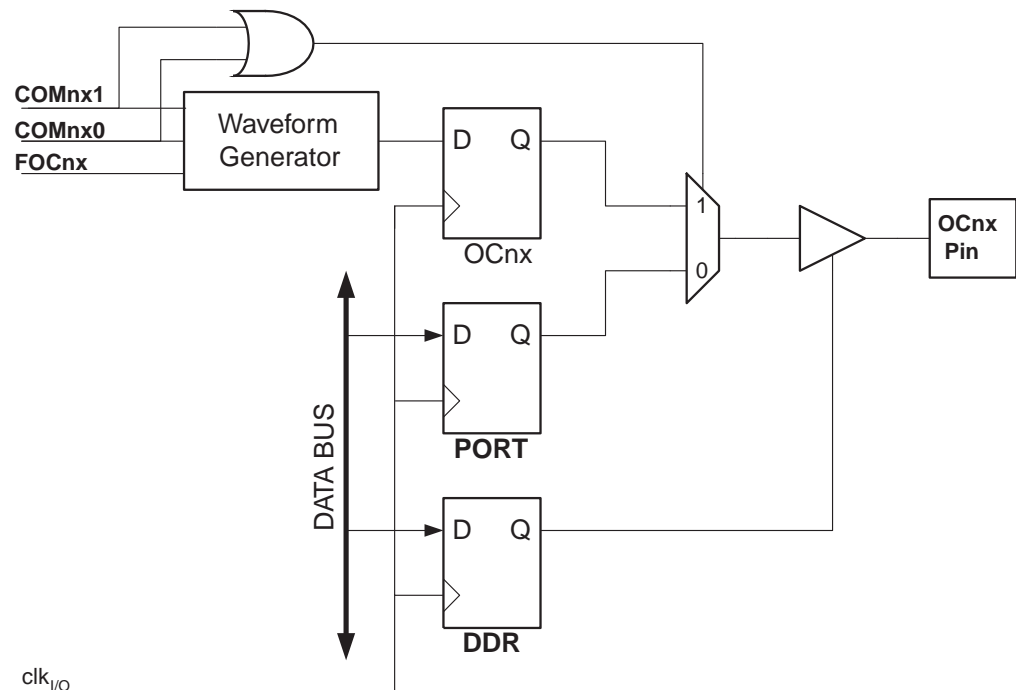 COMnx1
COMnx0
FOCnx
Waveform
Generator
D Q
OCnx
1
0
OCnx
Pin
DATA BUS
D Q
PORT
D Q
DDR
clkI/O